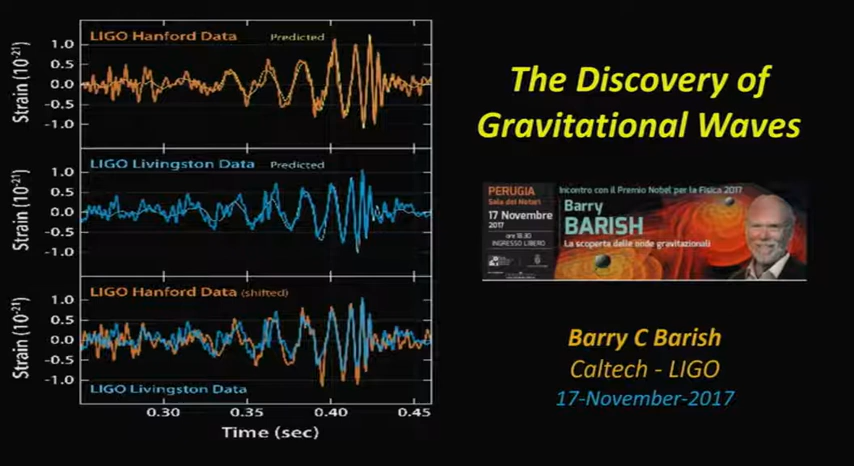 LIGO Hanford Data Predicted
1.0
0.5
0.0
-0.5
-1.0
Strain (10-21)
LIGO Livingston Data Predicted
1.0
0.5
0.0
-0.5
-1.0
Strain (10-21)
LIGO Hanford Data (shifted)
1.0
0.5
0.0
-0.5
-1.0
Strain (10-21)
LIGO Livingston Data
0.30 0.35 0.40 0.45
Time (sec)
The Discovery of
Gravitational Waves
PERUGIA
Sala dei Notari
17 Novembre
2017
ore 18.30
INGRESSO LIBERO
Incontro con il Premio Nobel per la Fisica 2017
Barry
BARISH
La scoperta delle onde gravitazionali
Barry C Barish
Caltech - LIGO
17-November-2017